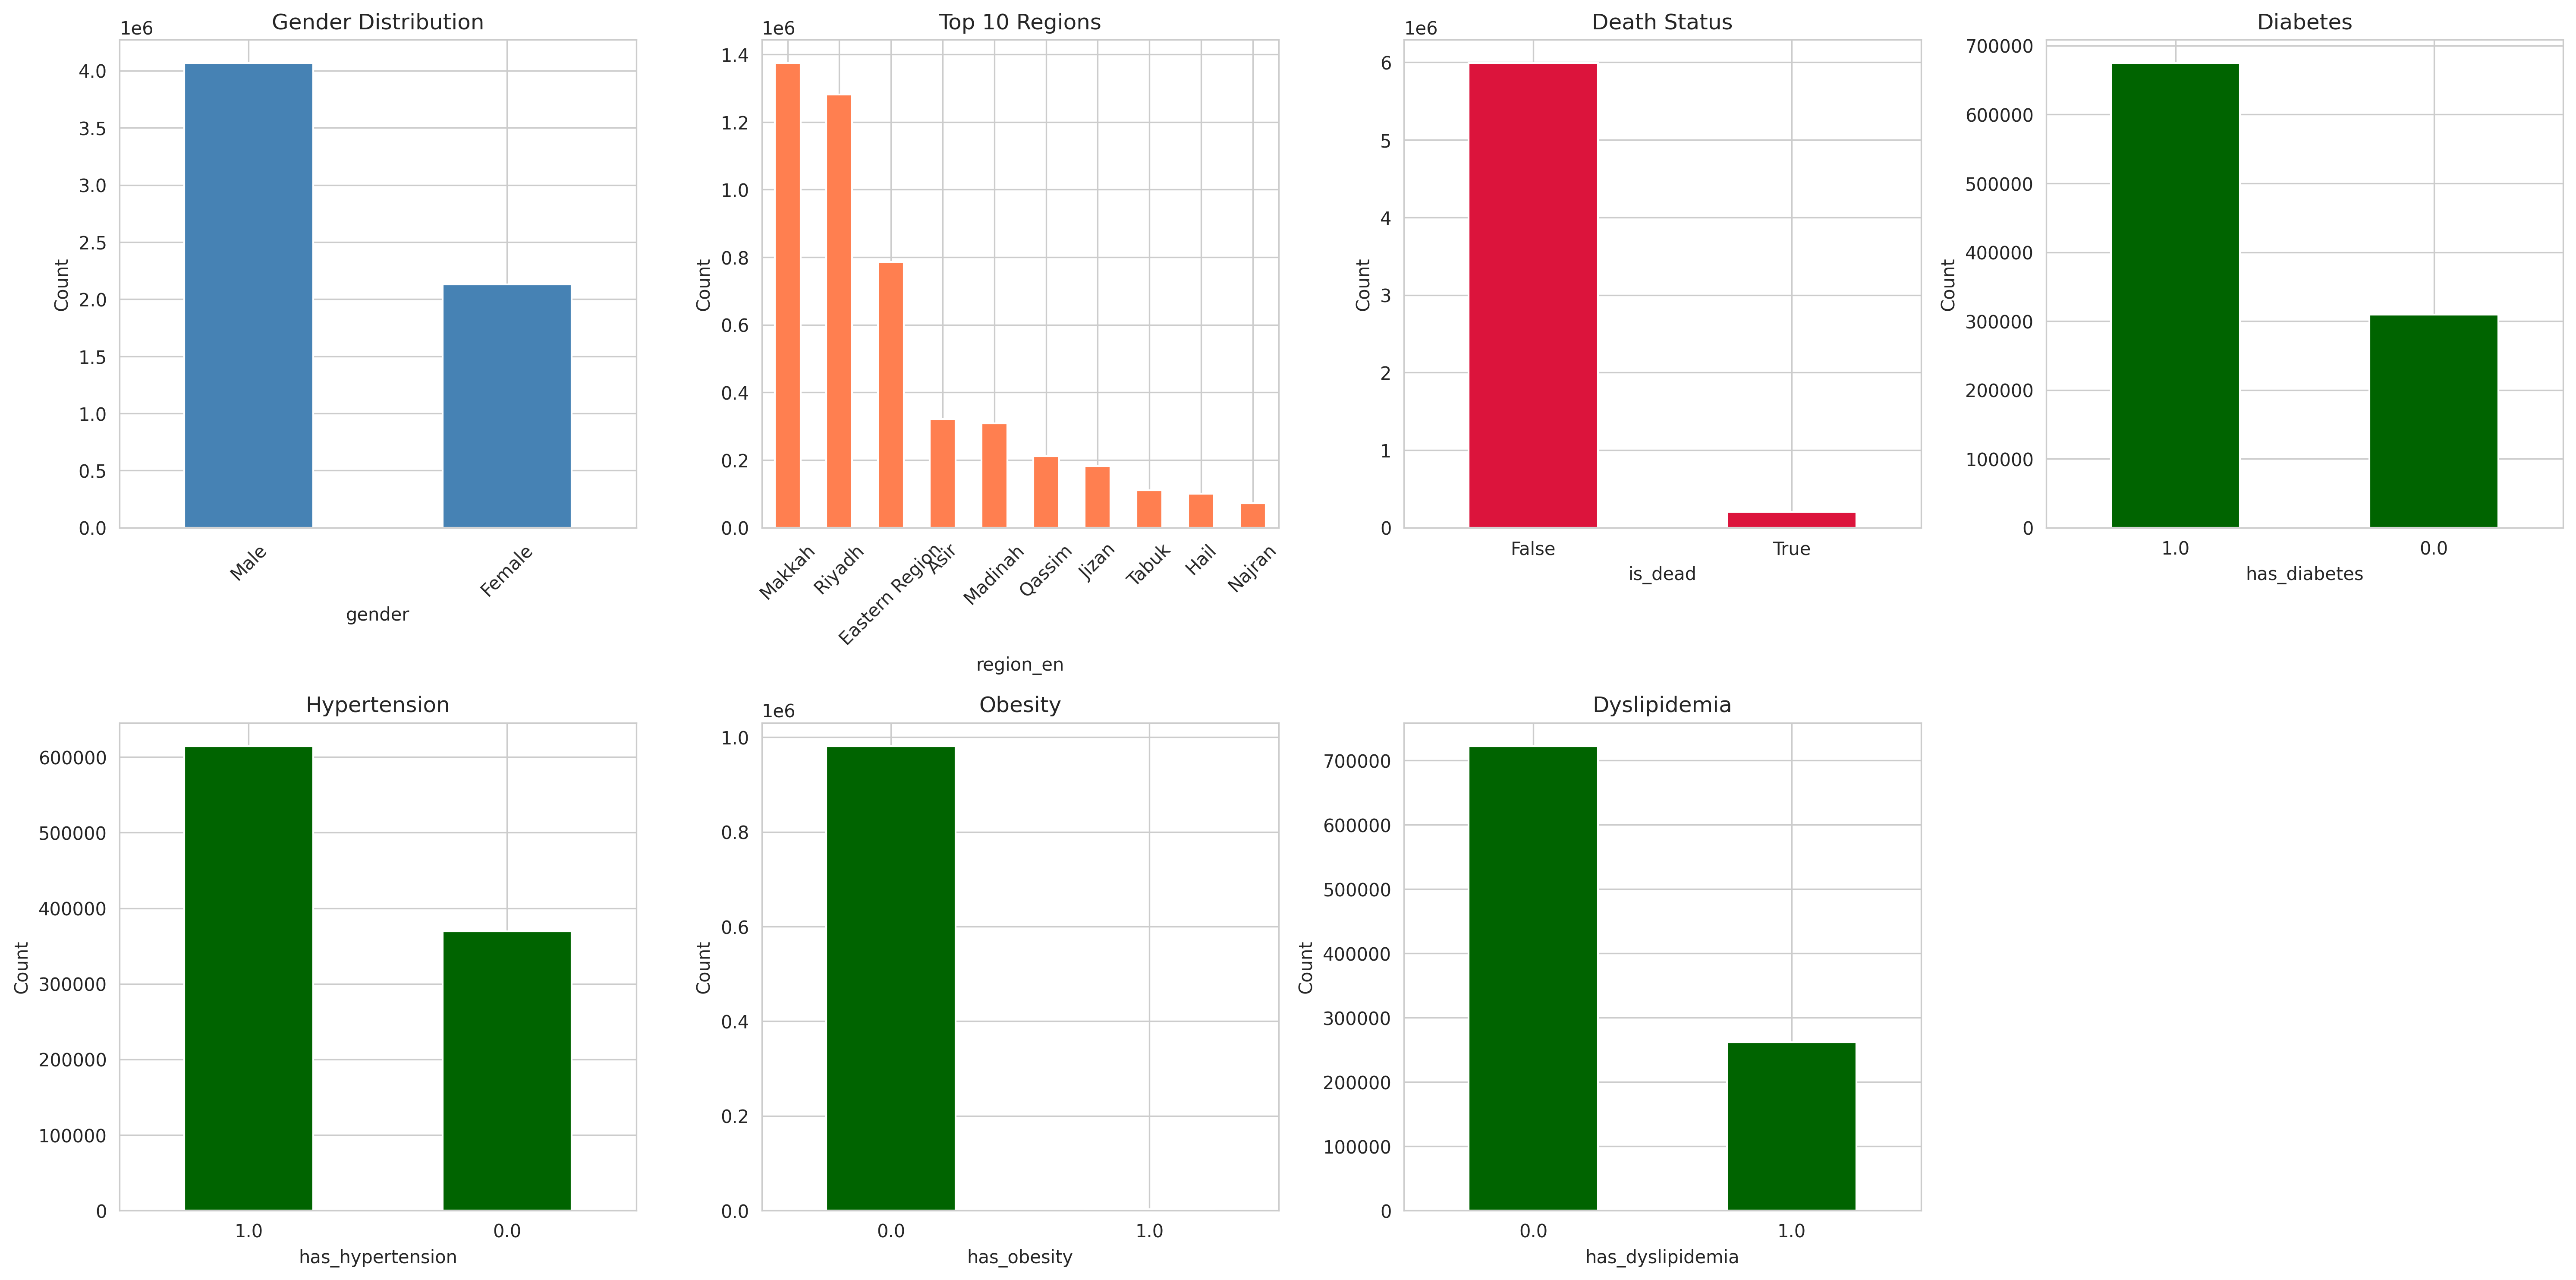 Gender Distribution
1e6
4.0
3.5
3.0
2.5
2.0
1.5
1.0
0.5
0.0
Count
Male
Female
gender
Top 10 Regions
1e6
1.4
1.2
1.0
0.8
0.6
0.4
0.2
0.0
Count
Makkah
Riyadh
Eastern Region
Asir
Madinah
Qassim
Jizan
Tabuk
Hail
Najran
region_en
Death Status
1e6
6
5
4
3
2
1
0
Count
False
True
is_dead
Diabetes
700000
600000
500000
400000
300000
200000
100000
0
Count
1.0
0.0
has_diabetes
Hypertension
600000
500000
400000
300000
200000
100000
0
Count
1.0
0.0
has_hypertension
Obesity
1e6
1.0
0.8
0.6
0.4
0.2
0.0
Count
0.0
1.0
has_obesity
Dyslipidemia
700000
600000
500000
400000
300000
200000
100000
0
Count
0.0
1.0
has_dyslipidemia